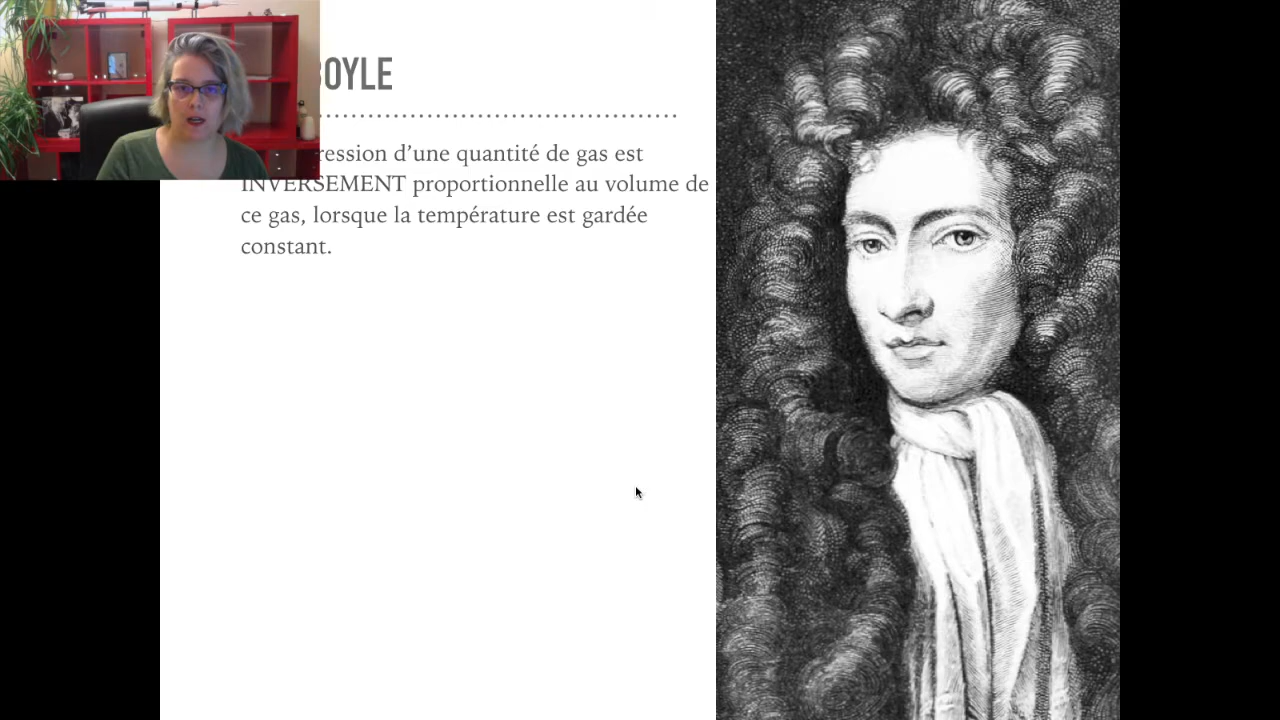 BOYLE
ression d’une quantité de gas est
INVERSEMENT proportionnelle au volume de
ce gas, lorsque la température est gardée
constant.